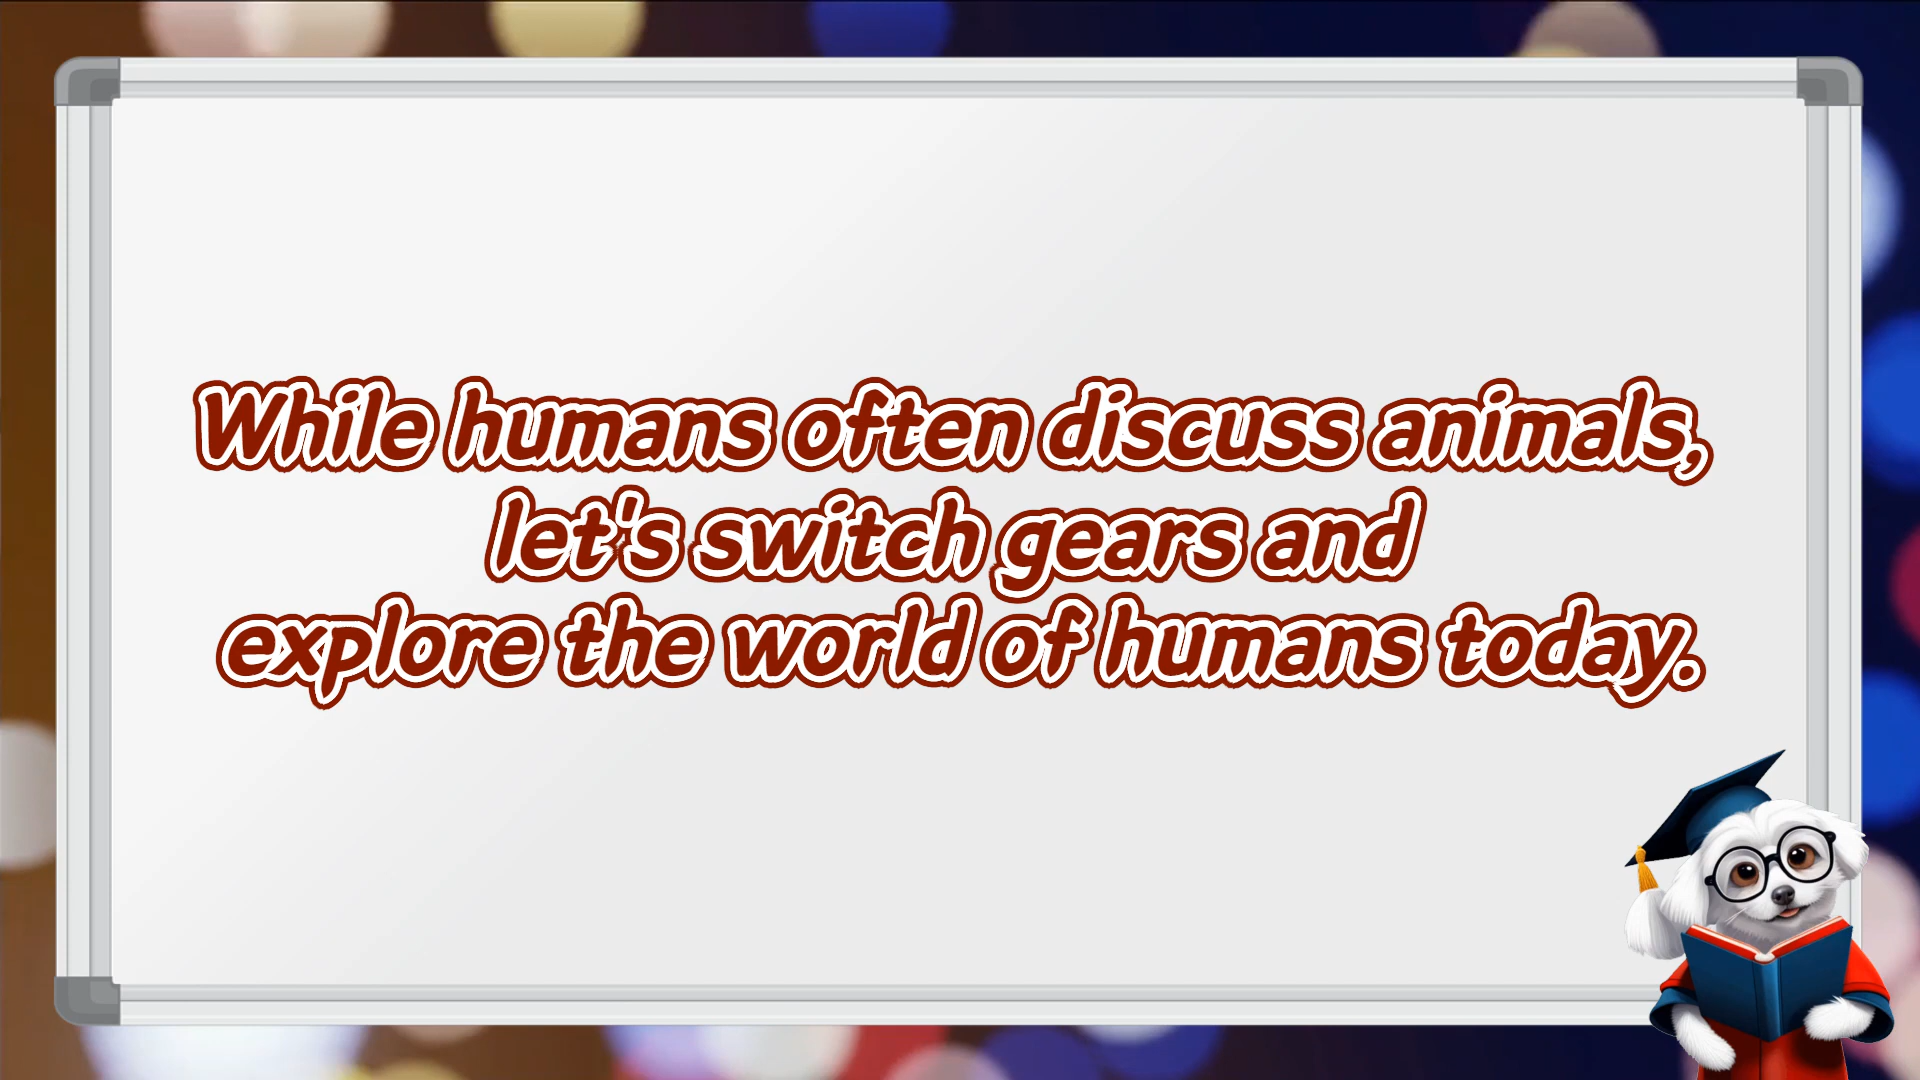 While humans often discuss animals,
let's switch gears and
explore the world of humans today.